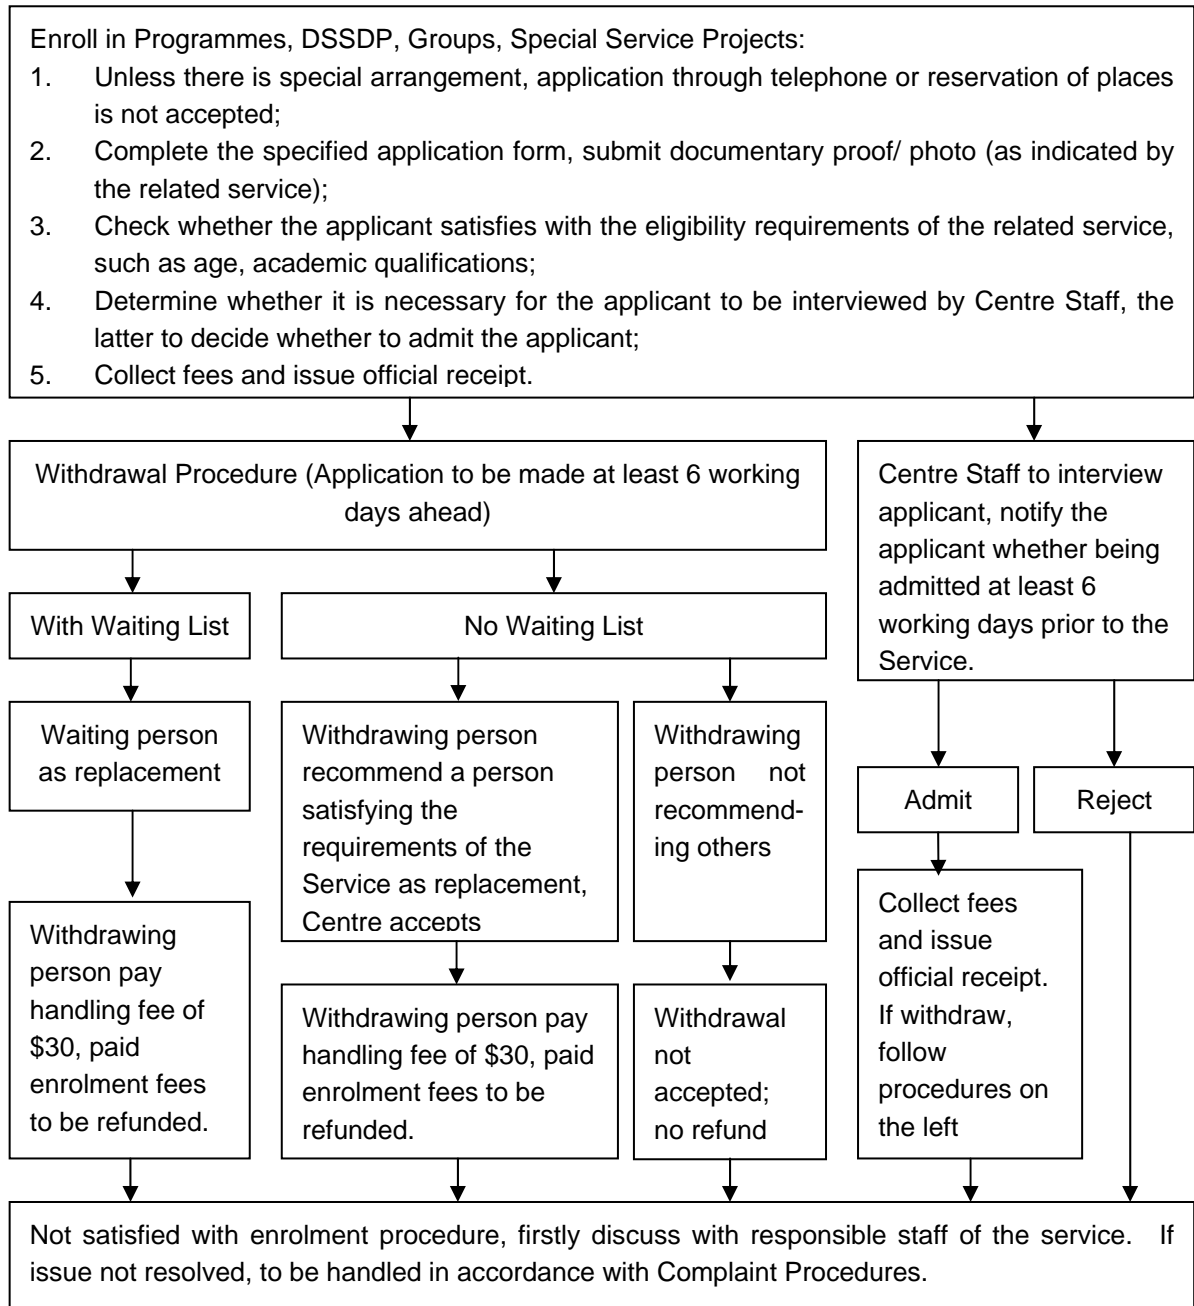 Enroll in Programmes, DSSDP, Groups, Special Service Projects:
1. Unless there is special arrangement, application through telephone or reservation of places
is not accepted;
2. Complete the specified application form, submit documentary proof/ photo (as indicated by
the related service);
3. Check whether the applicant satisfies with the eligibility requirements of the related service,
such as age, academic qualifications;
4. Determine whether it is necessary for the applicant to be interviewed by Centre Staff, the
latter to decide whether to admit the applicant;
5. Collect fees and issue official receipt.
Withdrawal Procedure (Application to be made at least 6 working
days ahead)
With Waiting List
No Waiting List
Waiting person
as replacement
Withdrawing person
recommend a person
satisfying the
requirements of the
Service as replacement,
Centre accepts
Withdrawing
person not
recommend-
ing others
Withdrawing
person pay
handling fee of
$30, paid
enrolment fees
to be refunded.
Withdrawing person pay
handling fee of $30, paid
enrolment fees to be
refunded.
Withdrawal
not
accepted;
no refund
Centre Staff to interview
applicant, notify the
applicant whether being
admitted at least 6
working days prior to the
Service.
Admit
Reject
Collect fees
and issue
official receipt.
If withdraw,
follow
procedures on
the left
Not satisfied with enrolment procedure, firstly discuss with responsible staff of the service. If
issue not resolved, to be handled in accordance with Complaint Procedures.